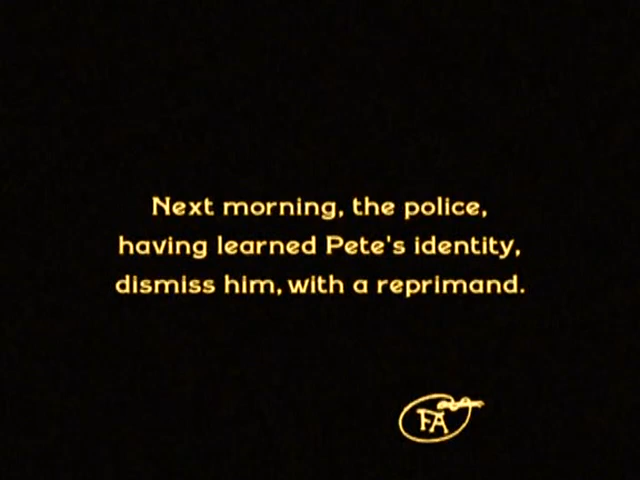 Next morning, the police,
having learned Pete's identity,
dismiss him, with a reprimand.
FA